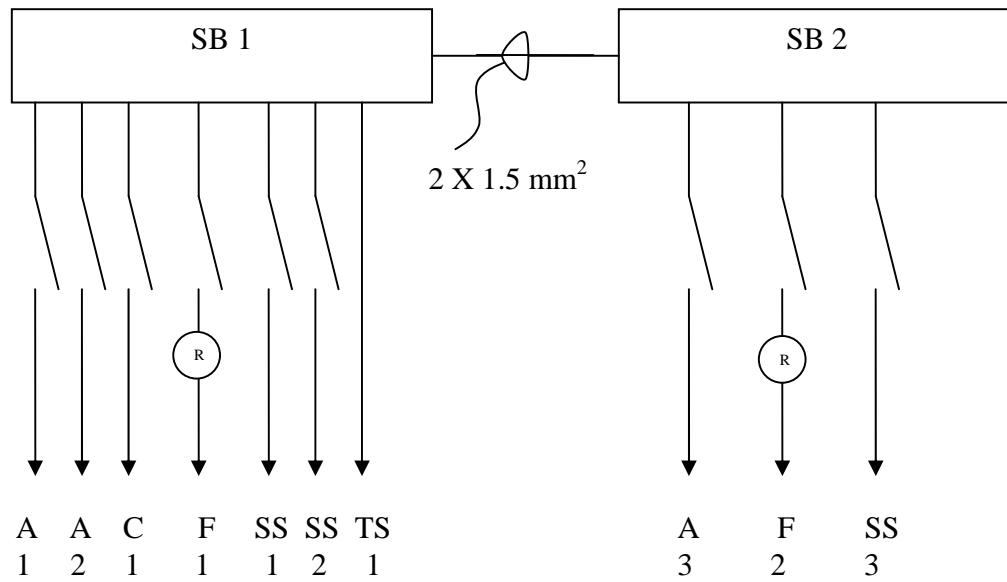 SB 1
SB 2
2 X 1.5 mm²
R
R
A A C F SS SS TS
1 2 1 1 1 2 1
A F SS
3 2 3